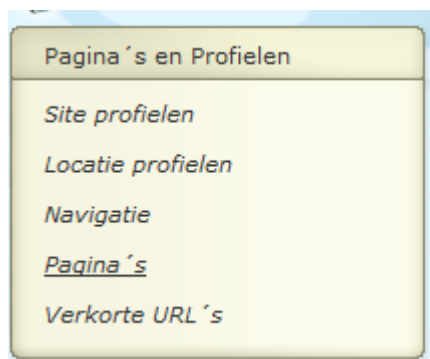 Pagina´s en Profielen
Site profielen
Locatie profielen
Navigatie
Pagina´s
Verkorte URL´s